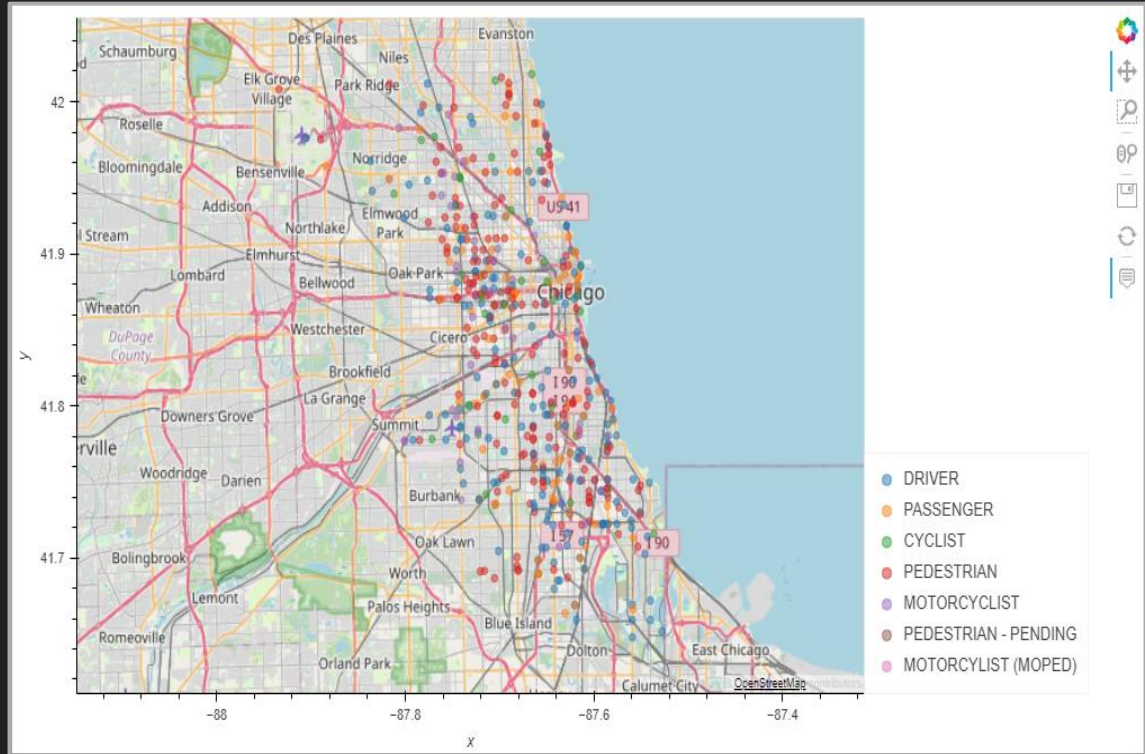 Evanston
Des Plaines
Schaumburg
Niles
Elk Grove
Village
Park Ridge
42
Roselle
Norridge
Bloomingdale
Bensenville
Addison
US 41
Elmwood
Park
Northlake
l Stream
41.9
Elmhurst
Oak Park
Lombard
Bellwood
Chicago
Wheaton
Westchester
DuPage
County
Cicero
y
Brookfield
I 90
I 94
La Grange
41.8
Downers Grove
Summit
rville
Woodridge
Darien
Burbank
DRIVER
PASSENGER
CYCLIST
PEDESTRIAN
MOTORCYCLIST
PEDESTRIAN - PENDING
MOTORCYLIST (MOPED)
I 57
I 90
Oak Lawn
41.7
Bolingbrook
Worth
Lemont
Palos Heights
Blue Island
Romeoville
Dolton
East Chicago
Orland Park
Calumet City
OpenStreetMap contributors
−88
−87.8
−87.6
−87.4
x